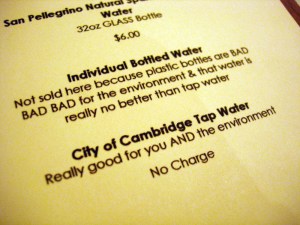 San Pellegrino Natural
Water
32oz GLASS Bottle
$6.00
Individual Bottled Water
Not sold here because plastic bottles are BAD
BAD BAD for the environment & that water is
really no better than tap water
City of Cambridge Tap Water
Really good for you AND the environment
No Charge